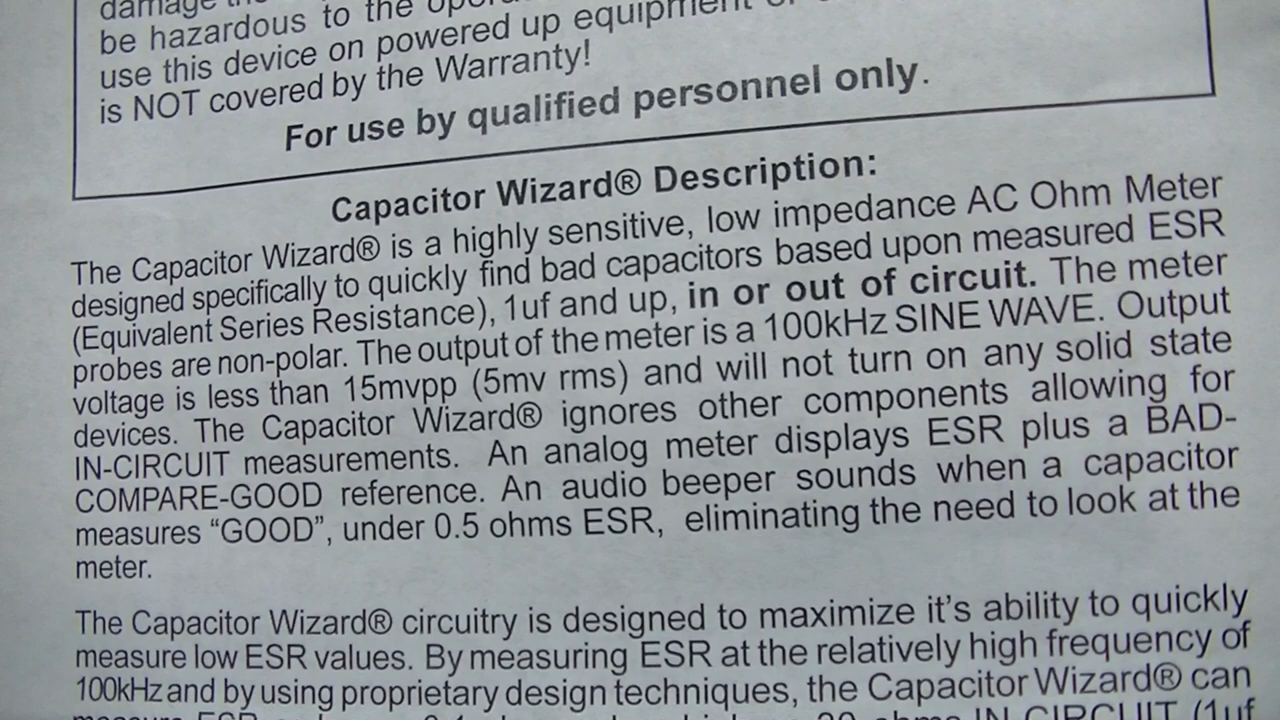 damage the
be hazardous to the
use this device on powered up equipment
is NOT covered by the Warranty!
For use by qualified personnel only.
Capacitor Wizard® Description:
The Capacitor Wizard® is a highly sensitive, low impedance AC Ohm Meter
designed specifically to quickly find bad capacitors based upon measured ESR
(Equivalent Series Resistance), 1uf and up, in or out of circuit. The meter
probes are non-polar. The output of the meter is a 100kHz SINE WAVE. Output
voltage is less than 15mvpp (5mv rms) and will not turn on any solid state
devices. The Capacitor Wizard® ignores other components allowing for
IN-CIRCUIT measurements. An analog meter displays ESR plus a BAD-
COMPARE-GOOD reference. An audio beeper sounds when a capacitor
measures “GOOD”, under 0.5 ohms ESR, eliminating the need to look at the
meter.
The Capacitor Wizard® circuitry is designed to maximize it’s ability to quickly
measure low ESR values. By measuring ESR at the relatively high frequency of
100kHz and by using proprietary design techniques, the Capacitor Wizard® can
measure ESR IN CIRCUIT (1uf